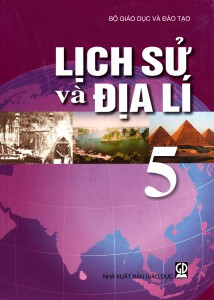 BỘ GIÁO DỤC VÀ ĐÀO TẠO
LỊCH SỬ
và ĐỊA LÍ
5
NHÀ XUẤT BẢN GIÁO DỤC